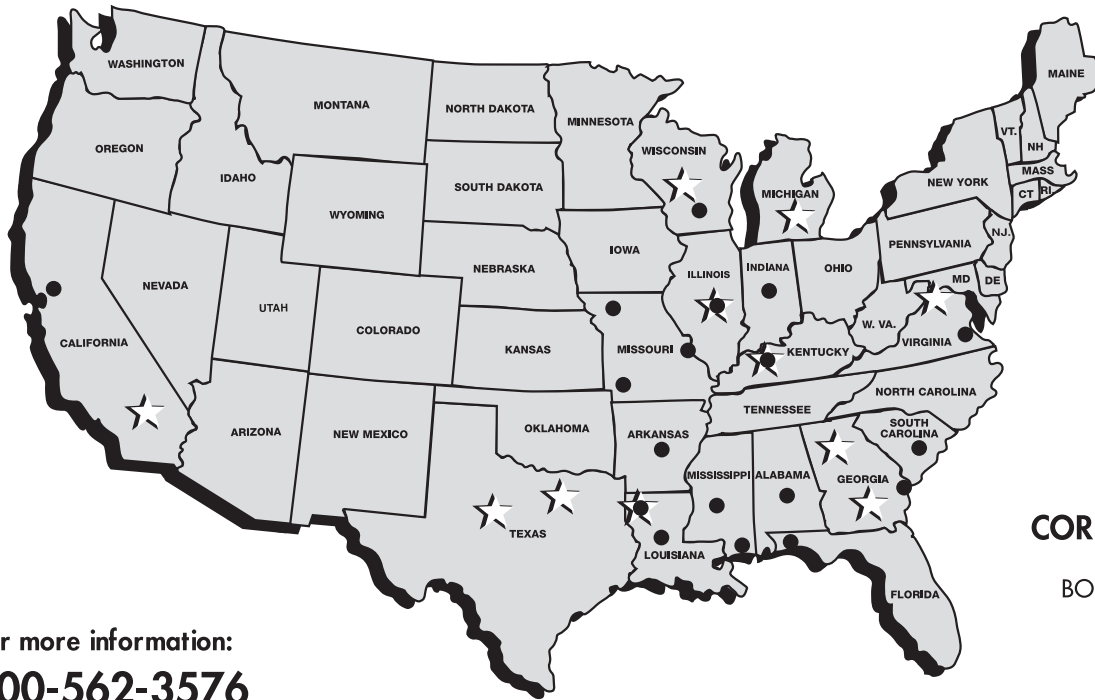 WASHINGTON
MONTANA
NORTH DAKOTA
MINNESOTA
MAINE
OREGON
IDAHO
WYOMING
SOUTH DAKOTA
WISCONSIN
MICHIGAN
NEW YORK
VT.
NH
MASS
CT
RI
NEVADA
UTAH
COLORADO
NEBRASKA
IOWA
ILLINOIS
INDIANA
OHIO
PENNSYLVANIA
NJ.
MD
DE
CALIFORNIA
KANSAS
MISSOURI
KENTUCKY
W. VA.
VIRGINIA
ARIZONA
NEW MEXICO
OKLAHOMA
ARKANSAS
TENNESSEE
NORTH CAROLINA
SOUTH
CAROLINA
TEXAS
LOUISIANA
MISSISSIPPI
ALABAMA
GEORGIA
FLORIDA
COR
BO
r more information:
00-562-3576